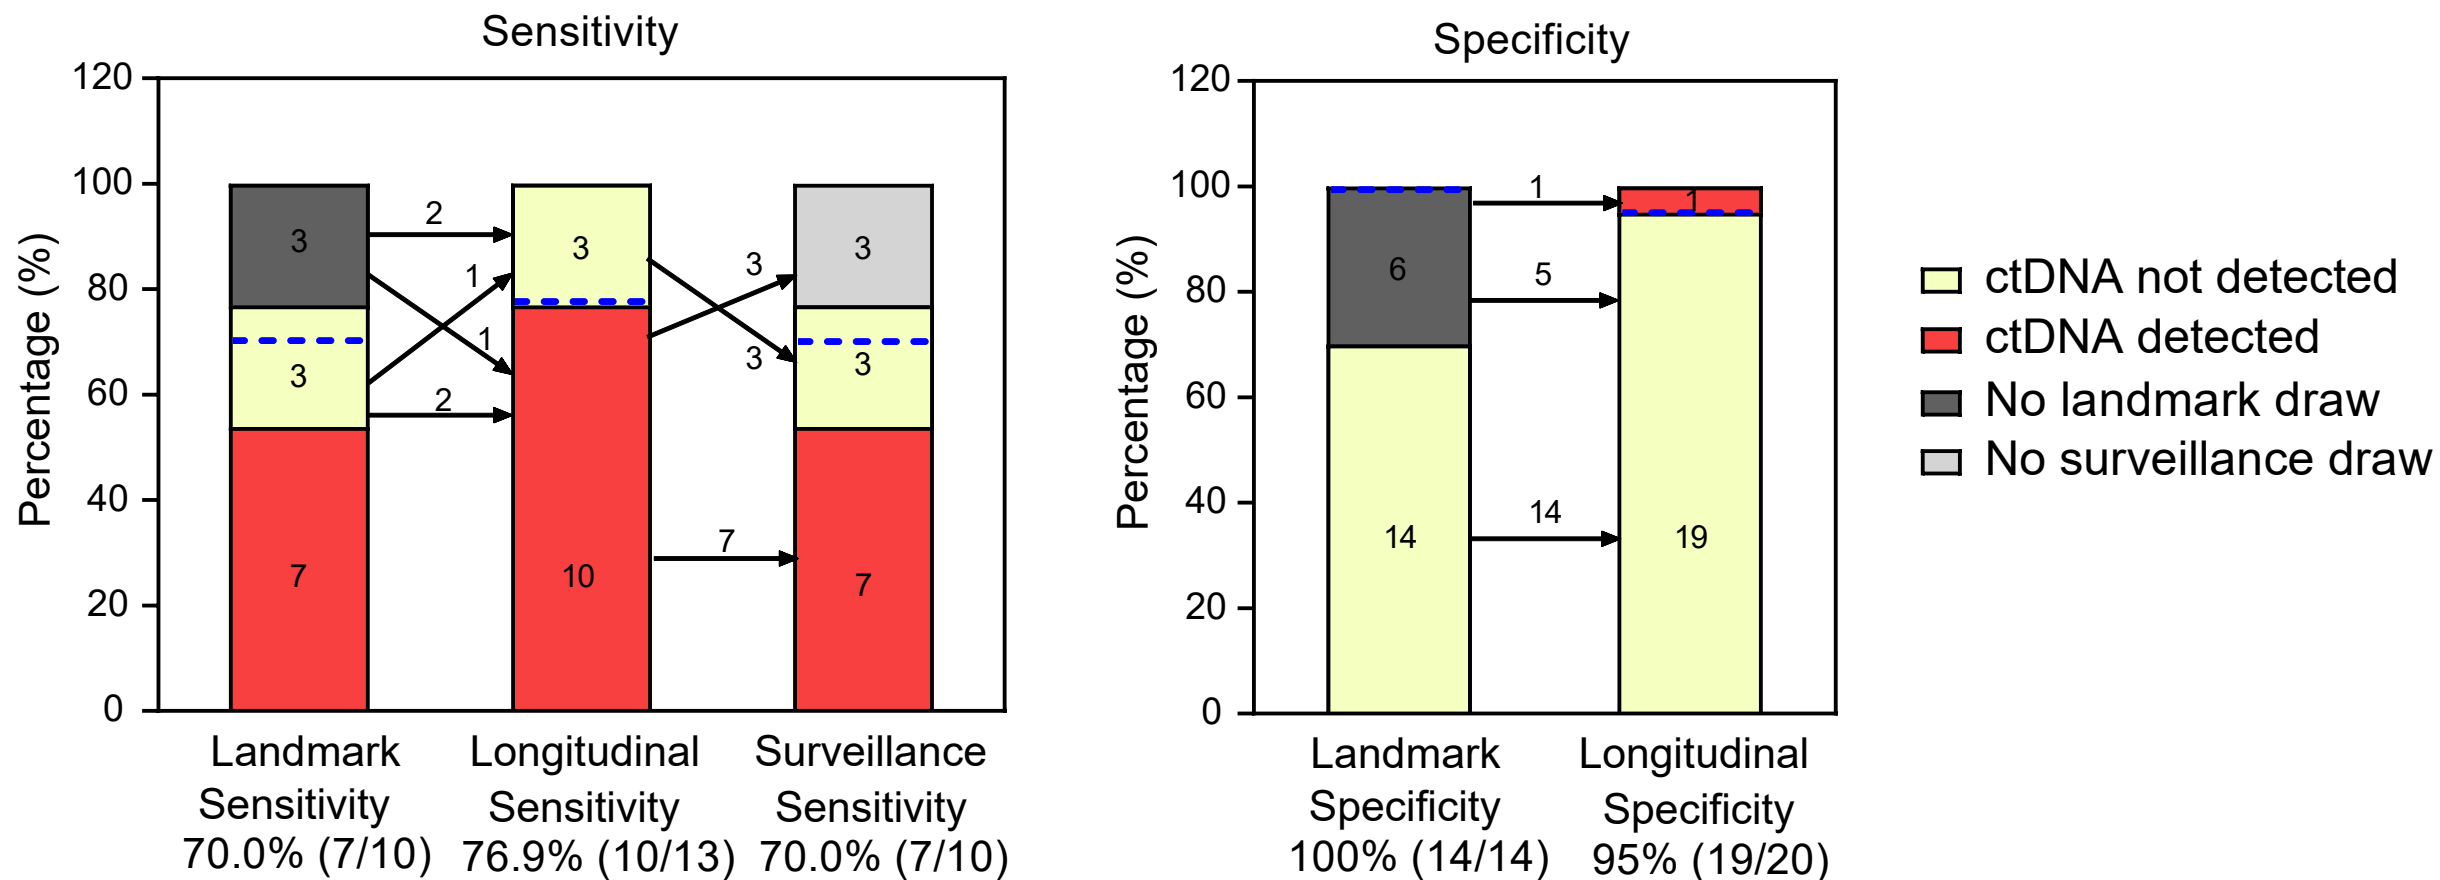 Sensitivity
Percentage (%)
120
100
80
60
40
20
0
3
3
7
2
1
1
2
3
10
3
3
7
3
3
7
Landmark Sensitivity 70.0% (7/10)
Longitudinal Sensitivity 76.9% (10/13)
Surveillance Sensitivity 70.0% (7/10)
Specificity
Percentage (%)
120
100
80
60
40
20
0
6
14
1
5
14
1
19
Landmark Specificity 100% (14/14)
Longitudinal Specificity 95% (19/20)
ctDNA not detected
ctDNA detected
No landmark draw
No surveillance draw